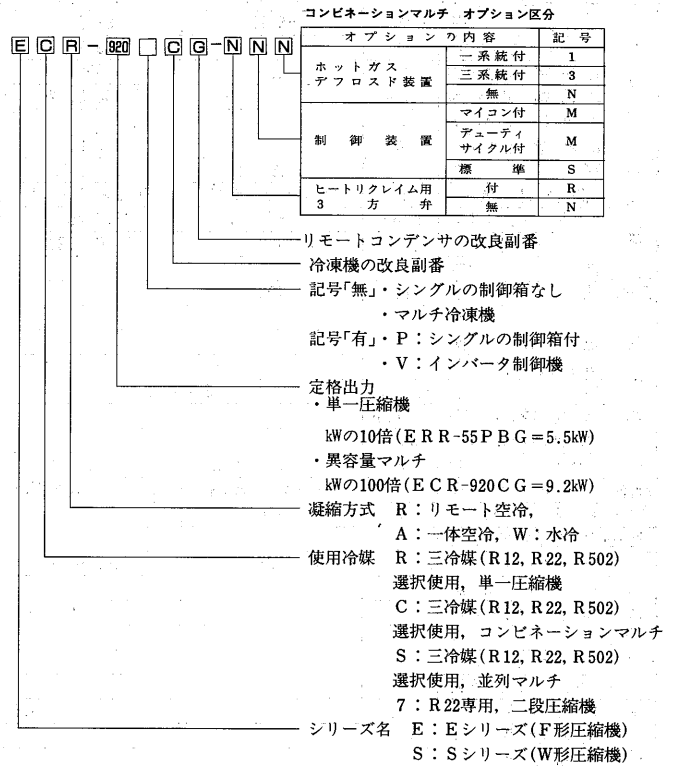 コンビネーションマルチ オプション区分
E C R - 920 □ C G - N N N
オプションの内容 記号
ホットガス
デフロスド装置
一系統付 1
三系統付 3
無 N
制御装置
マイコン付 M
デューティ
サイクル付 M
標準 S
ヒートリクレイム用
3方弁
付 R
無 N
リモートコンデンサの改良副番
冷凍機の改良副番
記号「無」・シングルの制御箱なし
・マルチ冷凍機
記号「有」・P:シングルの制御箱付
・V:インバータ制御機
定格出力
・単一圧縮機
kWの10倍(ERR-55PBG=5.5kW)
・異容量マルチ
kWの100倍(ECR-920CG=9.2kW)
凝縮方式 R:リモート空冷,
A:一体空冷, W:水冷
使用冷媒 R:三冷媒(R12, R22, R502)
選択使用, 単一圧縮機
C:三冷媒(R12, R22, R502)
選択使用, コンビネーションマルチ
S:三冷媒(R12, R22, R502)
選択使用, 並列マルチ
7:R22専用, 二段圧縮機
シリーズ名 E:Eシリーズ(F形圧縮機)
S:Sシリーズ(W形圧縮機)